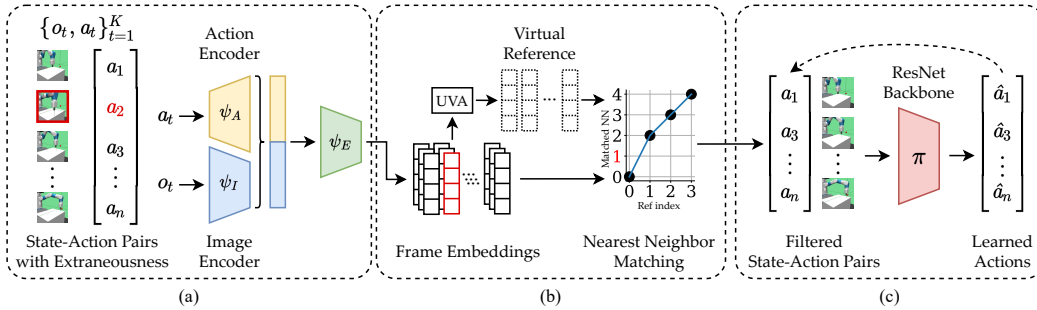 {o_t, a_t}_{t=1}^K
a_1
a_2
a_3
⋮
a_n
State-Action Pairs
with Extraneousness
Action
Encoder
a_t
ψ_A
o_t
ψ_I
Image
Encoder
ψ_E
(a)
Virtual
Reference
UVA
...
Frame Embeddings
Matched NN
4
3
2
1
0
0 1 2 3
Ref index
Nearest Neighbor
Matching
(b)
a_1
a_3
⋮
a_n
Filtered
State-Action Pairs
ResNet
Backbone
π
â_1
â_3
⋮
â_n
Learned
Actions
(c)